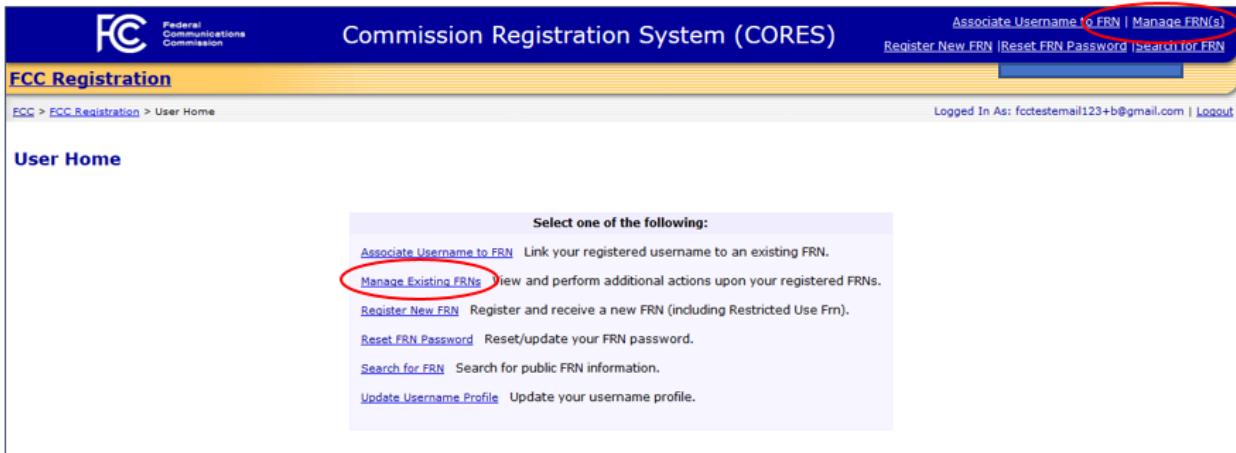 FCC Federal Communications Commission
Commission Registration System (CORES)
Associate Username to FRN | Manage FRN(s)
Register New FRN |Reset FRN Password |Search for FRN
FCC Registration
FCC > FCC Registration > User Home
Logged In As: fcctestemail123+b@gmail.com | Logout
User Home
Select one of the following:
Associate Username to FRN Link your registered username to an existing FRN.
Manage Existing FRNs View and perform additional actions upon your registered FRNs.
Register New FRN Register and receive a new FRN (including Restricted Use Frn).
Reset FRN Password Reset/update your FRN password.
Search for FRN Search for public FRN information.
Update Username Profile Update your username profile.